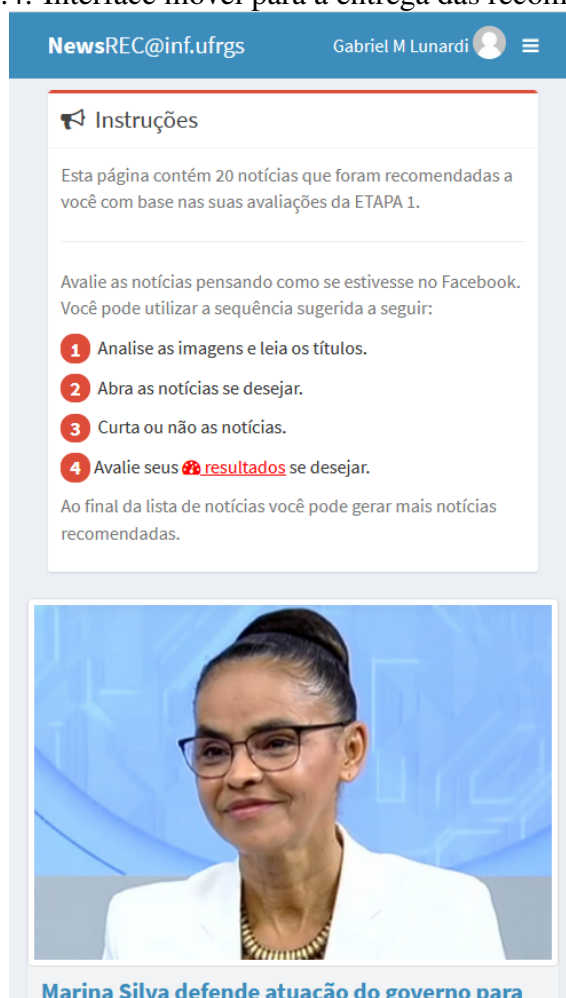 .4: Interface móvel para a entrega das recom
NewsREC@inf.ufrgs
Gabriel M Lunardi
Instruções
Esta página contém 20 notícias que foram recomendadas a
você com base nas suas avaliações da ETAPA 1.
Avalie as notícias pensando como se estivesse no Facebook.
Você pode utilizar a sequência sugerida a seguir:
1 Analise as imagens e leia os títulos.
2 Abra as notícias se desejar.
3 Curta ou não as notícias.
4 Avalie seus resultados se desejar.
Ao final da lista de notícias você pode gerar mais notícias
recomendadas.
Marina Silva defende atuação do governo para